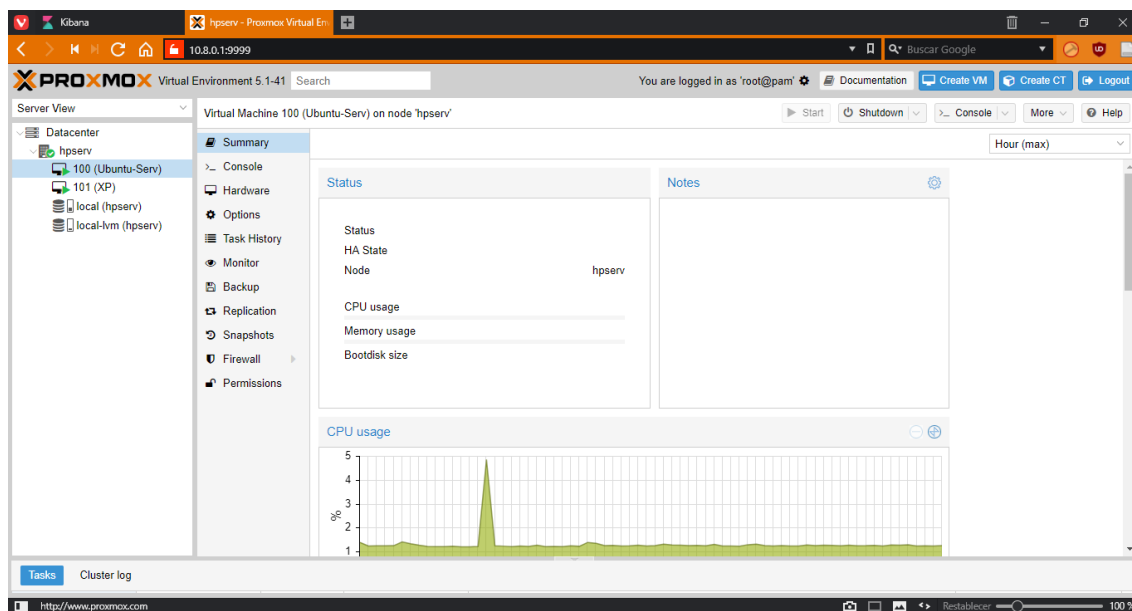 Kibana
hpserv - Proxmox Virtual En
10.8.0.1:9999
Buscar Google
PROXMOX Virtual Environment 5.1-41 Search
You are logged in as 'root@pam' Documentation Create VM Create CT Logout
Server View
Virtual Machine 100 (Ubuntu-Serv) on node 'hpserv'
Start Shutdown >_ Console More Help
Datacenter
hpserv
100 (Ubuntu-Serv)
101 (XP)
local (hpserv)
local-lvm (hpserv)
Summary
>_ Console
Hardware
Options
Task History
Monitor
Backup
Replication
Snapshots
Firewall
Permissions
Hour (max)
Status
Status
HA State
Node hpserv
CPU usage
Memory usage
Bootdisk size
Notes
CPU usage
%
5
4
3
2
1
Tasks Cluster log
http://www.proxmox.com
Restablecer 100 %